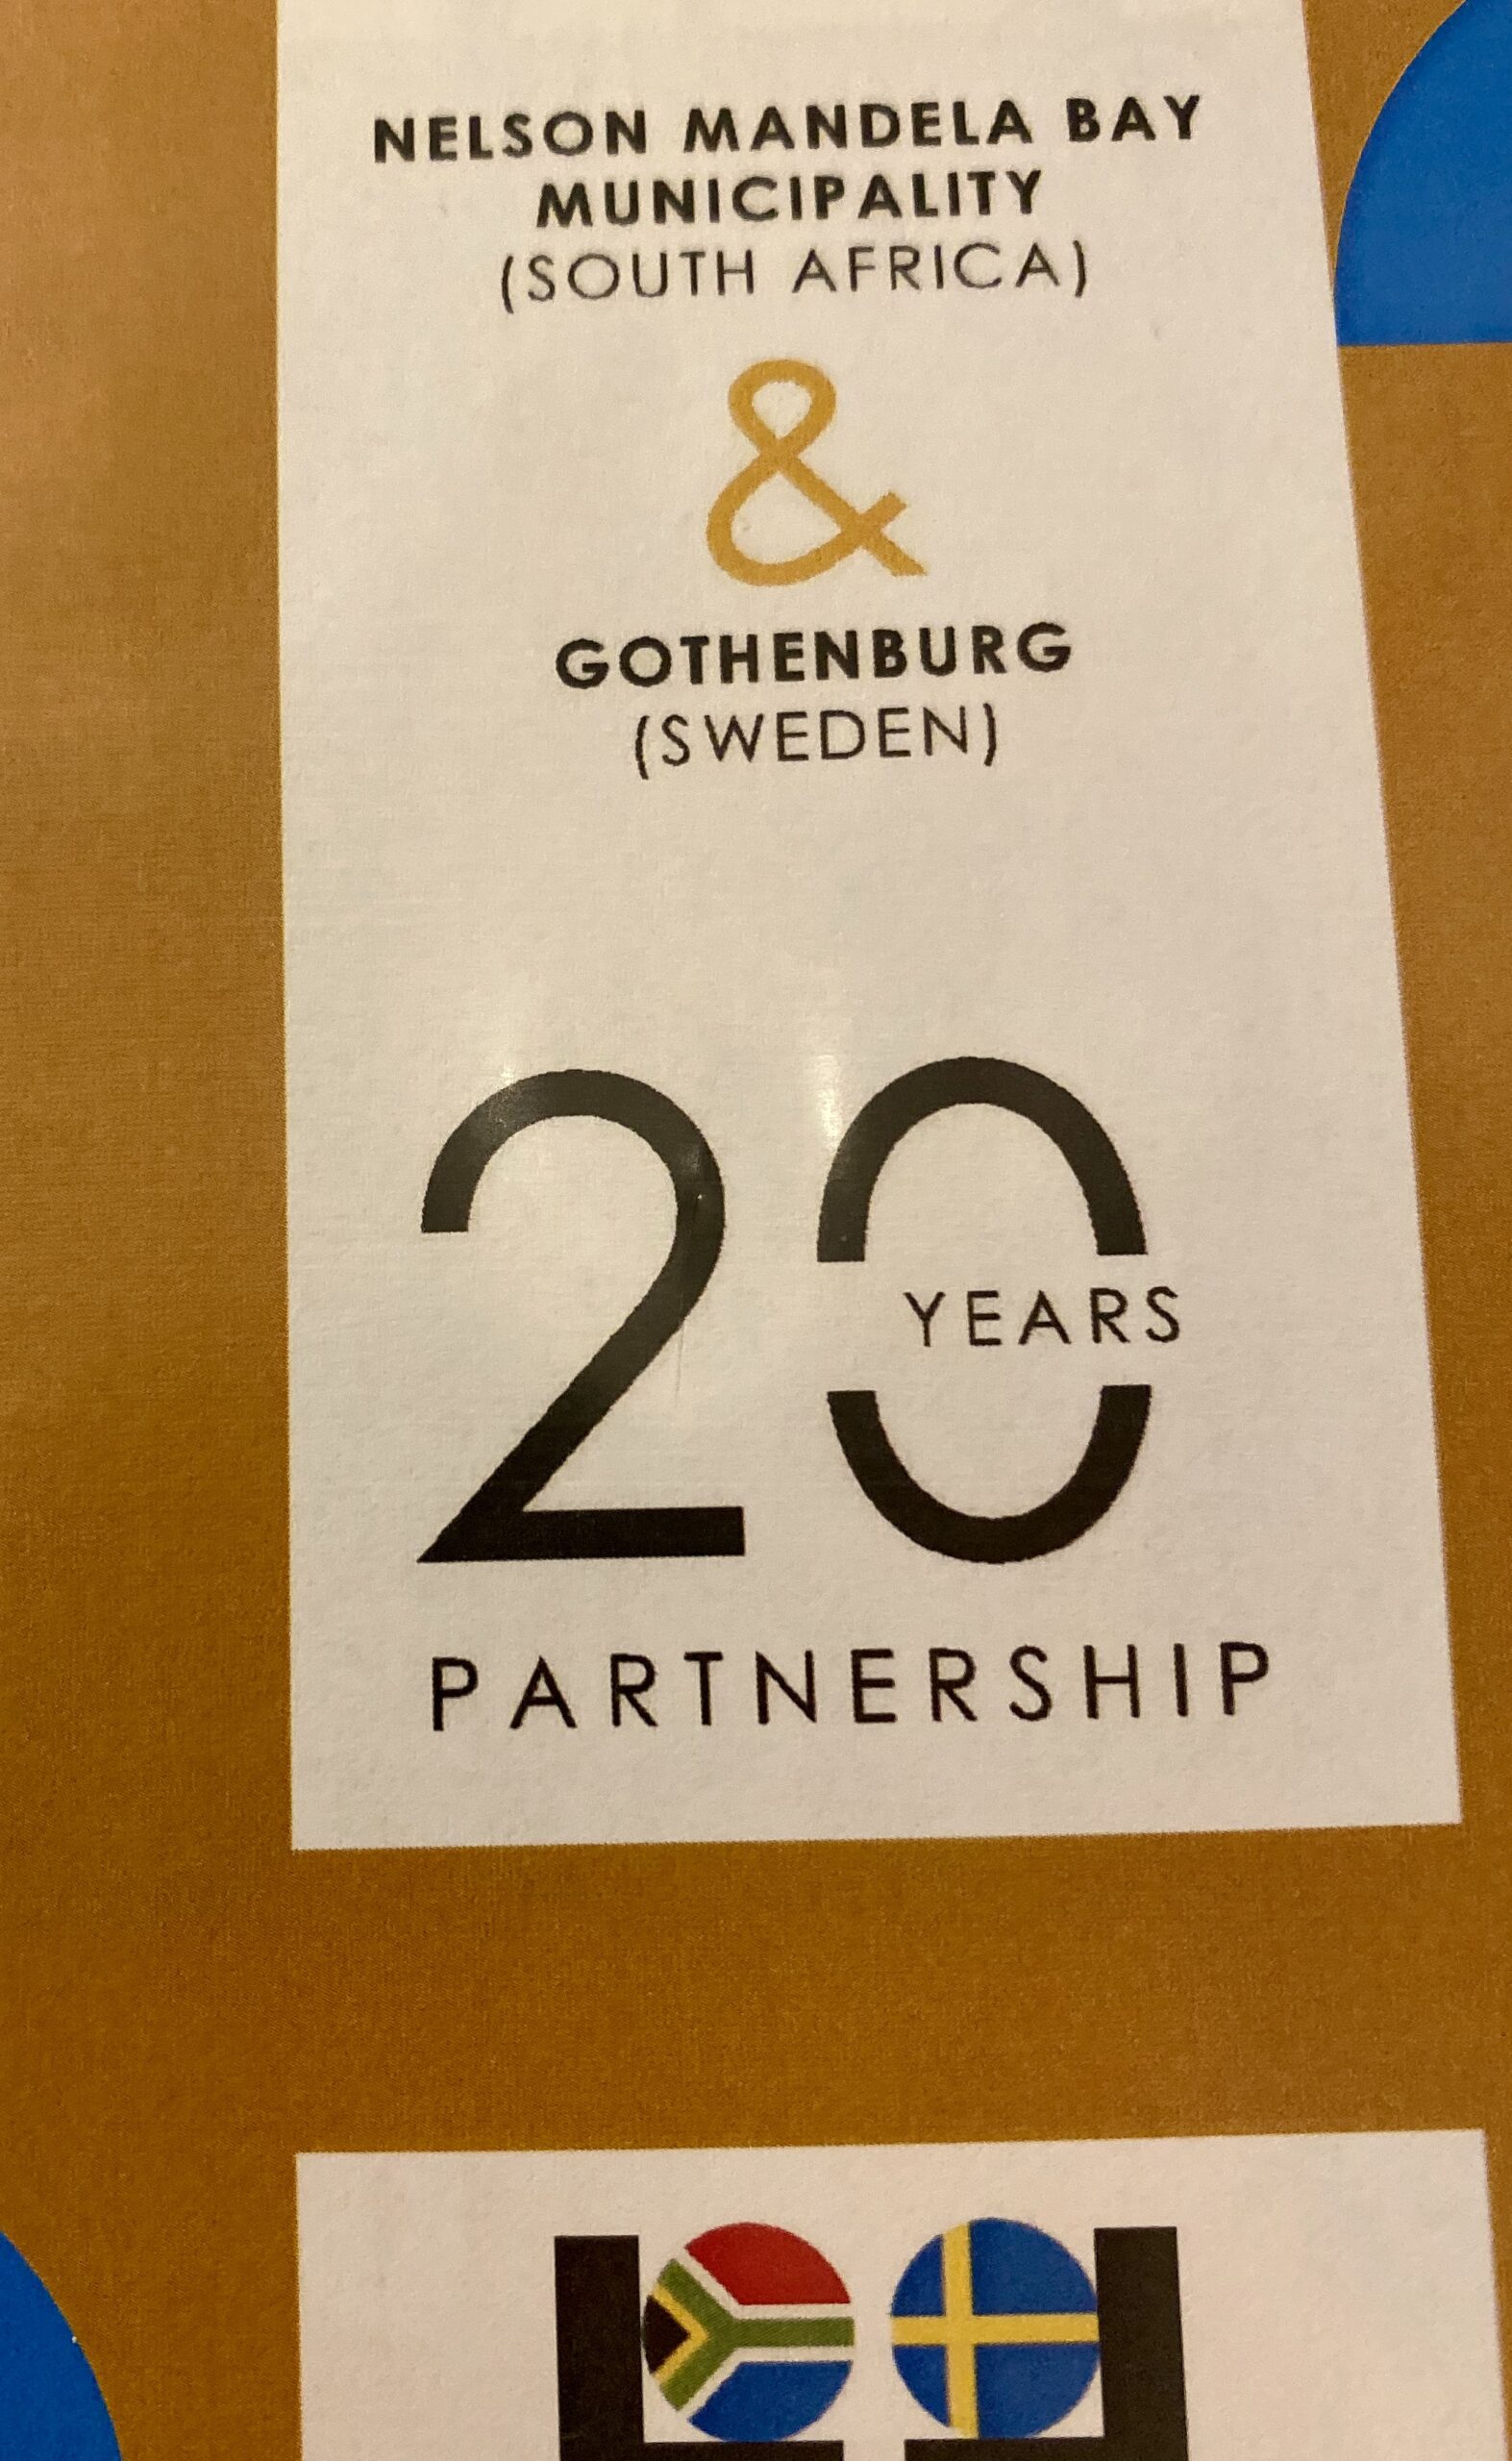 NELSON MANDELA BAY
MUNICIPALITY
(SOUTH AFRICA)
&
GOTHENBURG
(SWEDEN)
20
YEARS
PARTNERSHIP